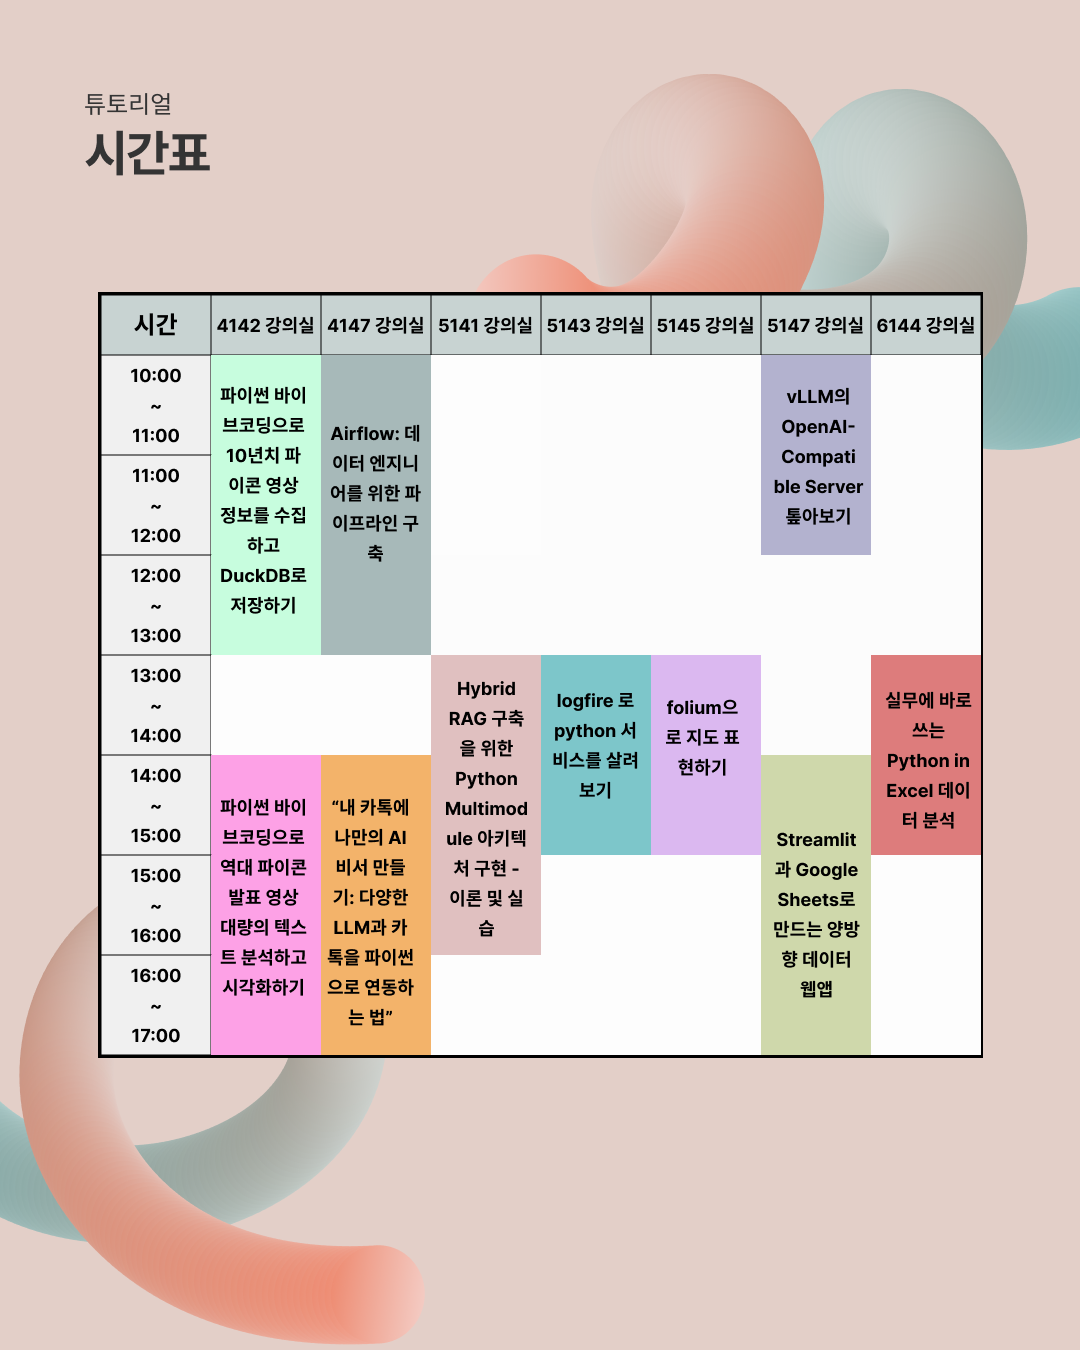 튜토리얼
시간표
시간
4142 강의실
4147 강의실
5141 강의실
5143 강의실
5145 강의실
5147 강의실
6144 강의실
10:00
~
11:00
11:00
~
12:00
12:00
~
13:00
13:00
~
14:00
14:00
~
15:00
15:00
~
16:00
16:00
~
17:00
파이썬 바이
브코딩으로
10년치 파
이콘 영상
정보를 수집
하고
DuckDB로
저장하기
Airflow: 데
이터 엔지니
어를 위한 파
이프라인 구
축
vLLM의
OpenAI-
Compati
ble Server
톺아보기
Hybrid
RAG 구축
을 위한
Python
Multimod
ule 아키텍
처 구현 -
이론 및 실
습
logfire 로
python 서
비스를 살려
보기
folium으
로 지도 표
현하기
실무에 바로
쓰는
Python in
Excel 데이
터 분석
파이썬 바이
브코딩으로
역대 파이콘
발표 영상
대량의 텍스
트 분석하고
시각화하기
“내 카톡에
나만의 AI
비서 만들
기: 다양한
LLM과 카
톡을 파이썬
으로 연동하
는 법”
Streamlit
과 Google
Sheets로
만드는 양방
향 데이터
웹앱